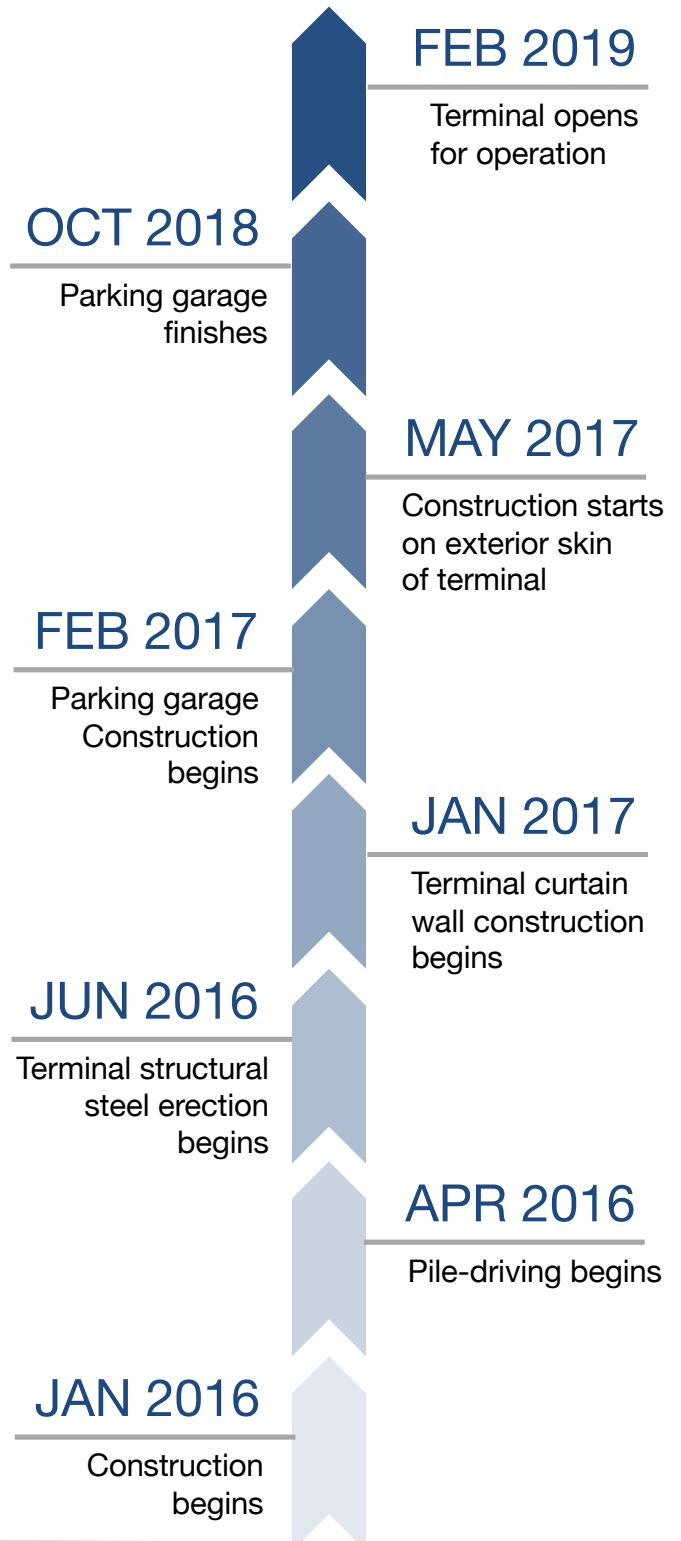 FEB 2019
Terminal opens
for operation
OCT 2018
Parking garage
finishes
MAY 2017
Construction starts
on exterior skin
of terminal
FEB 2017
Parking garage
Construction
begins
JAN 2017
Terminal curtain
wall construction
begins
JUN 2016
Terminal structural
steel erection
begins
APR 2016
Pile-driving begins
JAN 2016
Construction
begins